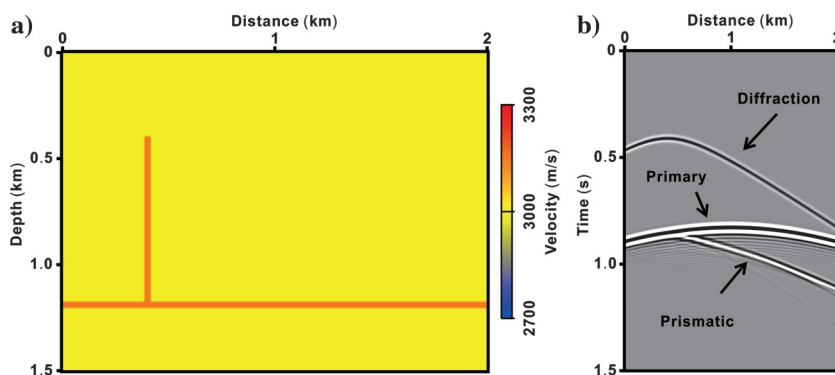 a)
Distance (km)
0 1 2
0
0.5
1.0
1.5
Depth (km)
3300
3000
2700
Velocity (m/s)
b)
Distance (km)
0 1 2
0
0.5
1.0
1.5
Time (s)
Diffraction
Primary
Prismatic